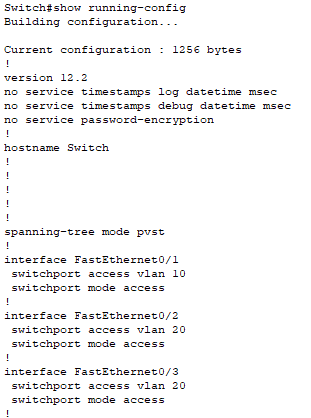 Switch#show running-config
Building configuration...

Current configuration : 1256 bytes
!
version 12.2
no service timestamps log datetime msec
no service timestamps debug datetime msec
no service password-encryption
!
hostname Switch
!
!
!
!
!
spanning-tree mode pvst
!
interface FastEthernet0/1
 switchport access vlan 10
 switchport mode access
!
interface FastEthernet0/2
 switchport access vlan 20
 switchport mode access
!
interface FastEthernet0/3
 switchport access vlan 20
 switchport mode access
!